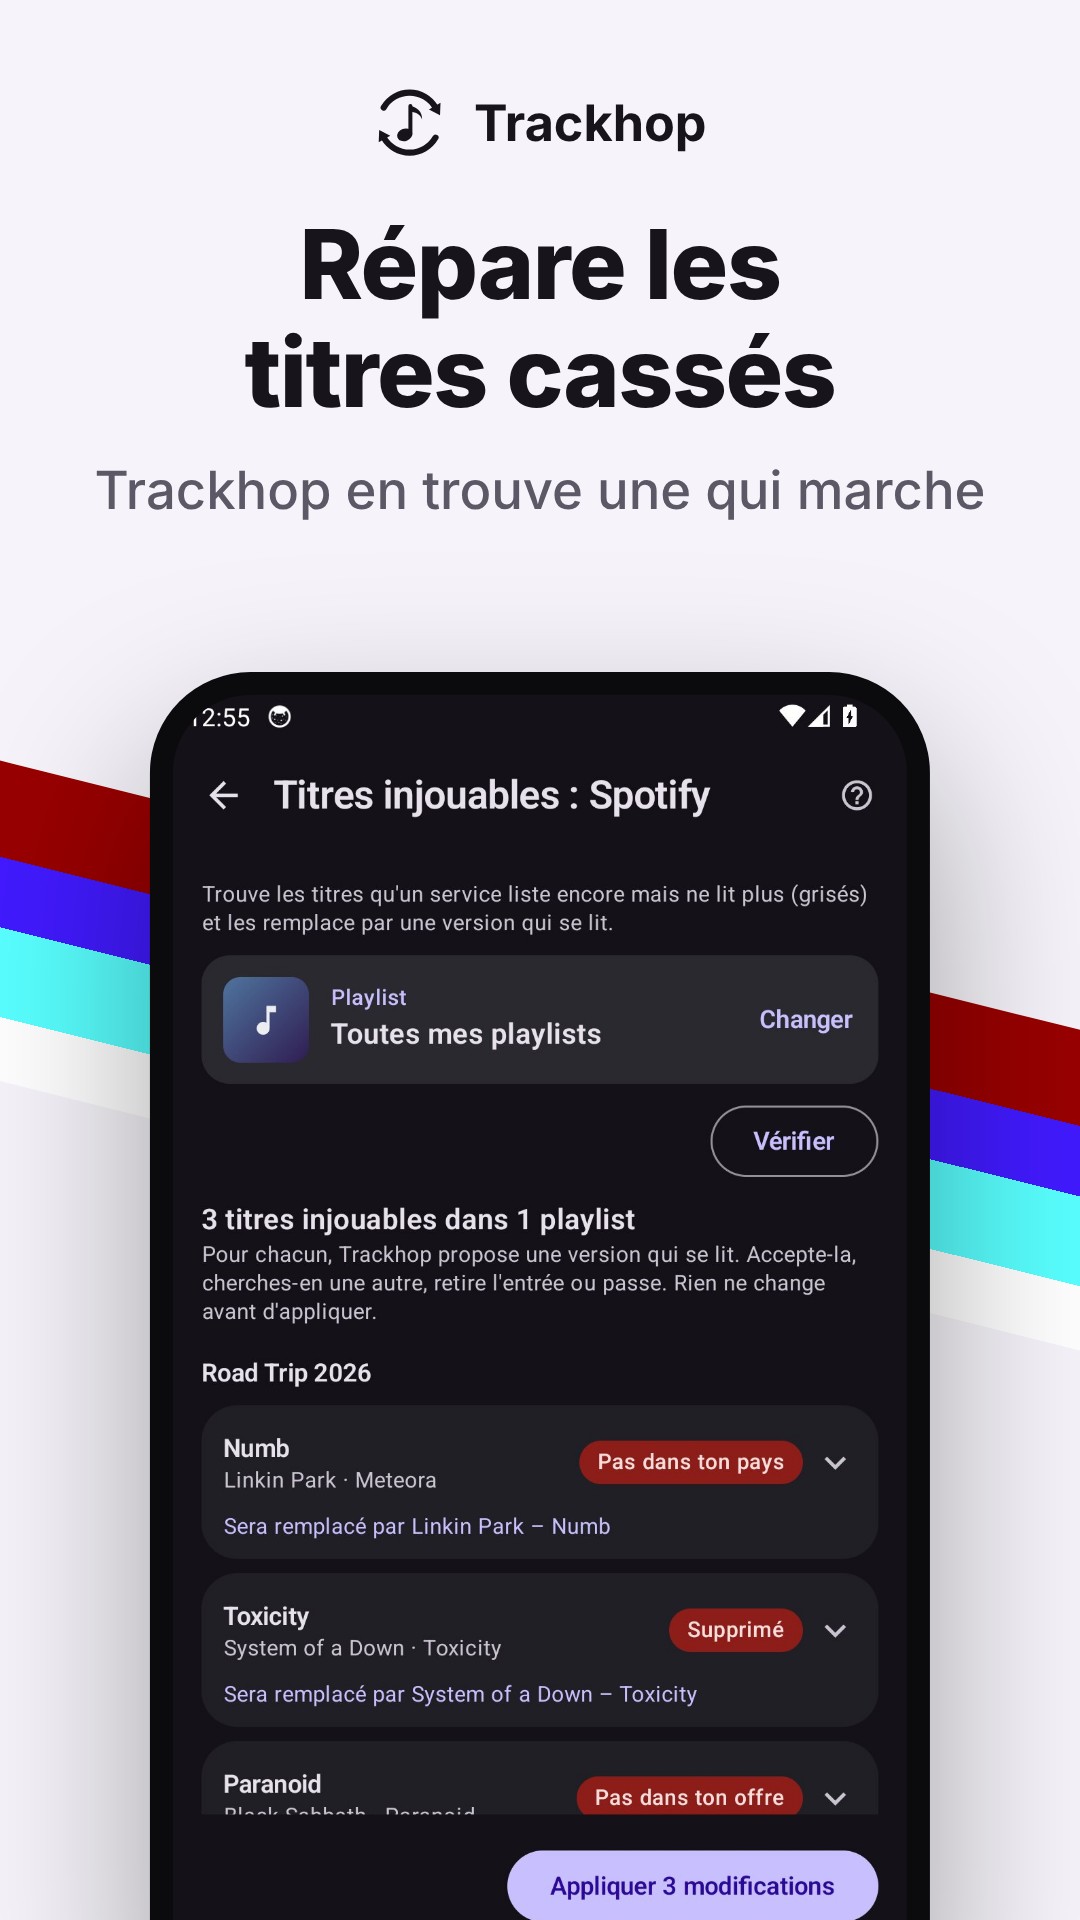 Trackhop
Répare les
titres cassés
Trackhop en trouve une qui marche
12:55
Titres injouables : Spotify
Trouve les titres qu'un service liste encore mais ne lit plus (grisés)
et les remplace par une version qui se lit.
Playlist
Toutes mes playlists
Changer
Vérifier
3 titres injouables dans 1 playlist
Pour chacun, Trackhop propose une version qui se lit. Accepte-la,
cherches-en une autre, retire l'entrée ou passe. Rien ne change
avant d'appliquer.
Road Trip 2026
Numb
Linkin Park · Meteora
Pas dans ton pays
Sera remplacé par Linkin Park – Numb
Toxicity
System of a Down · Toxicity
Supprimé
Sera remplacé par System of a Down – Toxicity
Paranoid
Black Sabbath · Paranoid
Pas dans ton offre
Appliquer 3 modifications